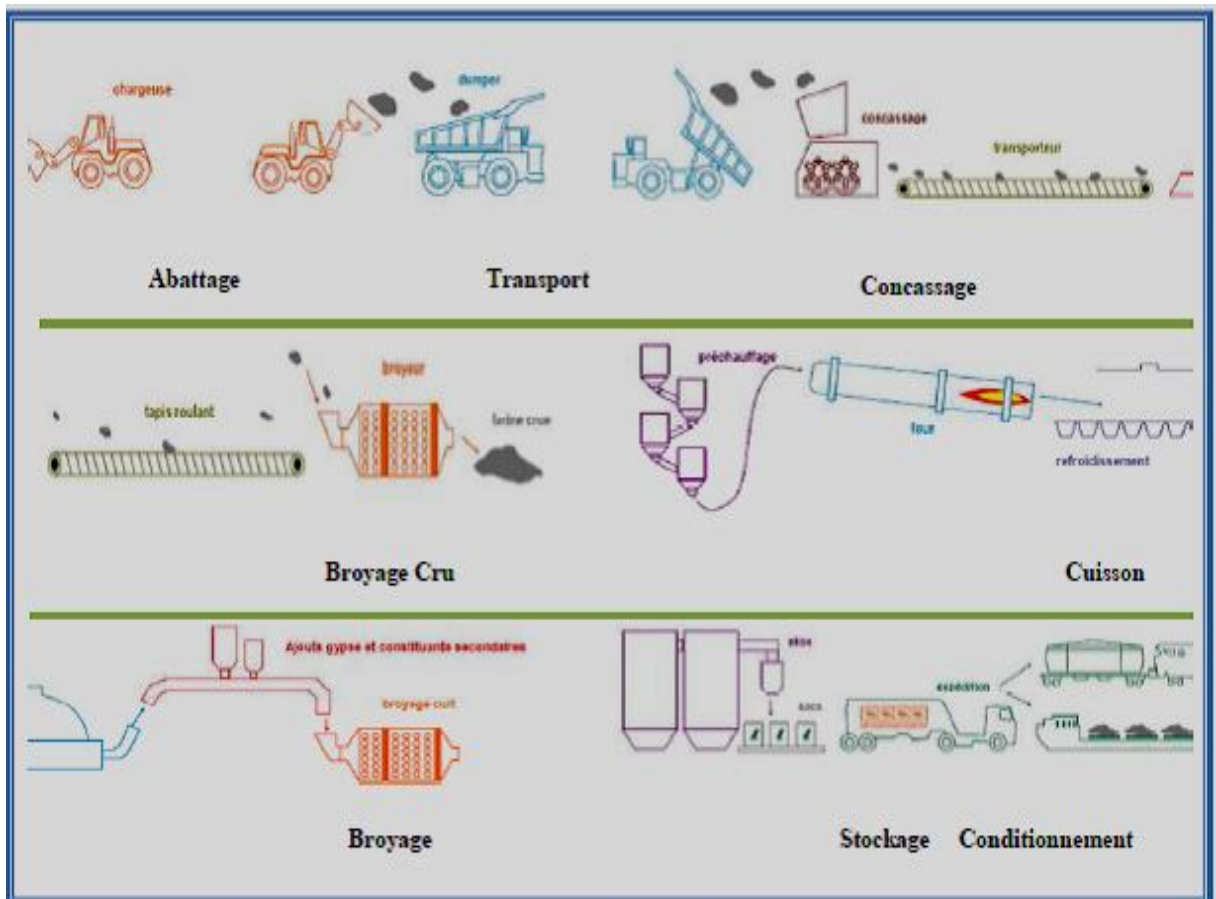 chargeuse
dumper
concassage
transporteur
Abattage
Transport
Concassage
préchauffage
broyeur
tapis roulant
farine crue
four
refroidissement
Broyage Cru
Cuisson
Ajouts gypse et constituants secondaires
silos
expédition
broyage cuit
sacs
Broyage
Stockage
Conditionnement